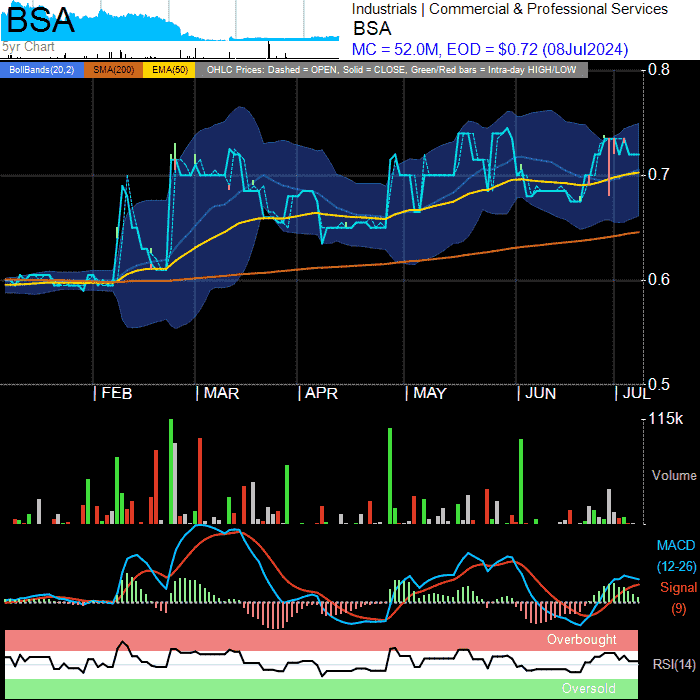 BSA
5yr Chart
Industrials | Commercial & Professional Services
BSA
MC = 52.0M, EOD = $0.72 (08Jul2024)
BollBands(20,2) SMA(200) EMA(50) OHLC Prices: Dashed = OPEN, Solid = CLOSE, Green/Red bars = Intra-day HIGH/LOW
0.8
0.7
0.6
0.5
| FEB | MAR | APR | MAY | JUN | JUL
115k
Volume
MACD
(12-26)
Signal
(9)
Overbought
RSI(14)
Oversold